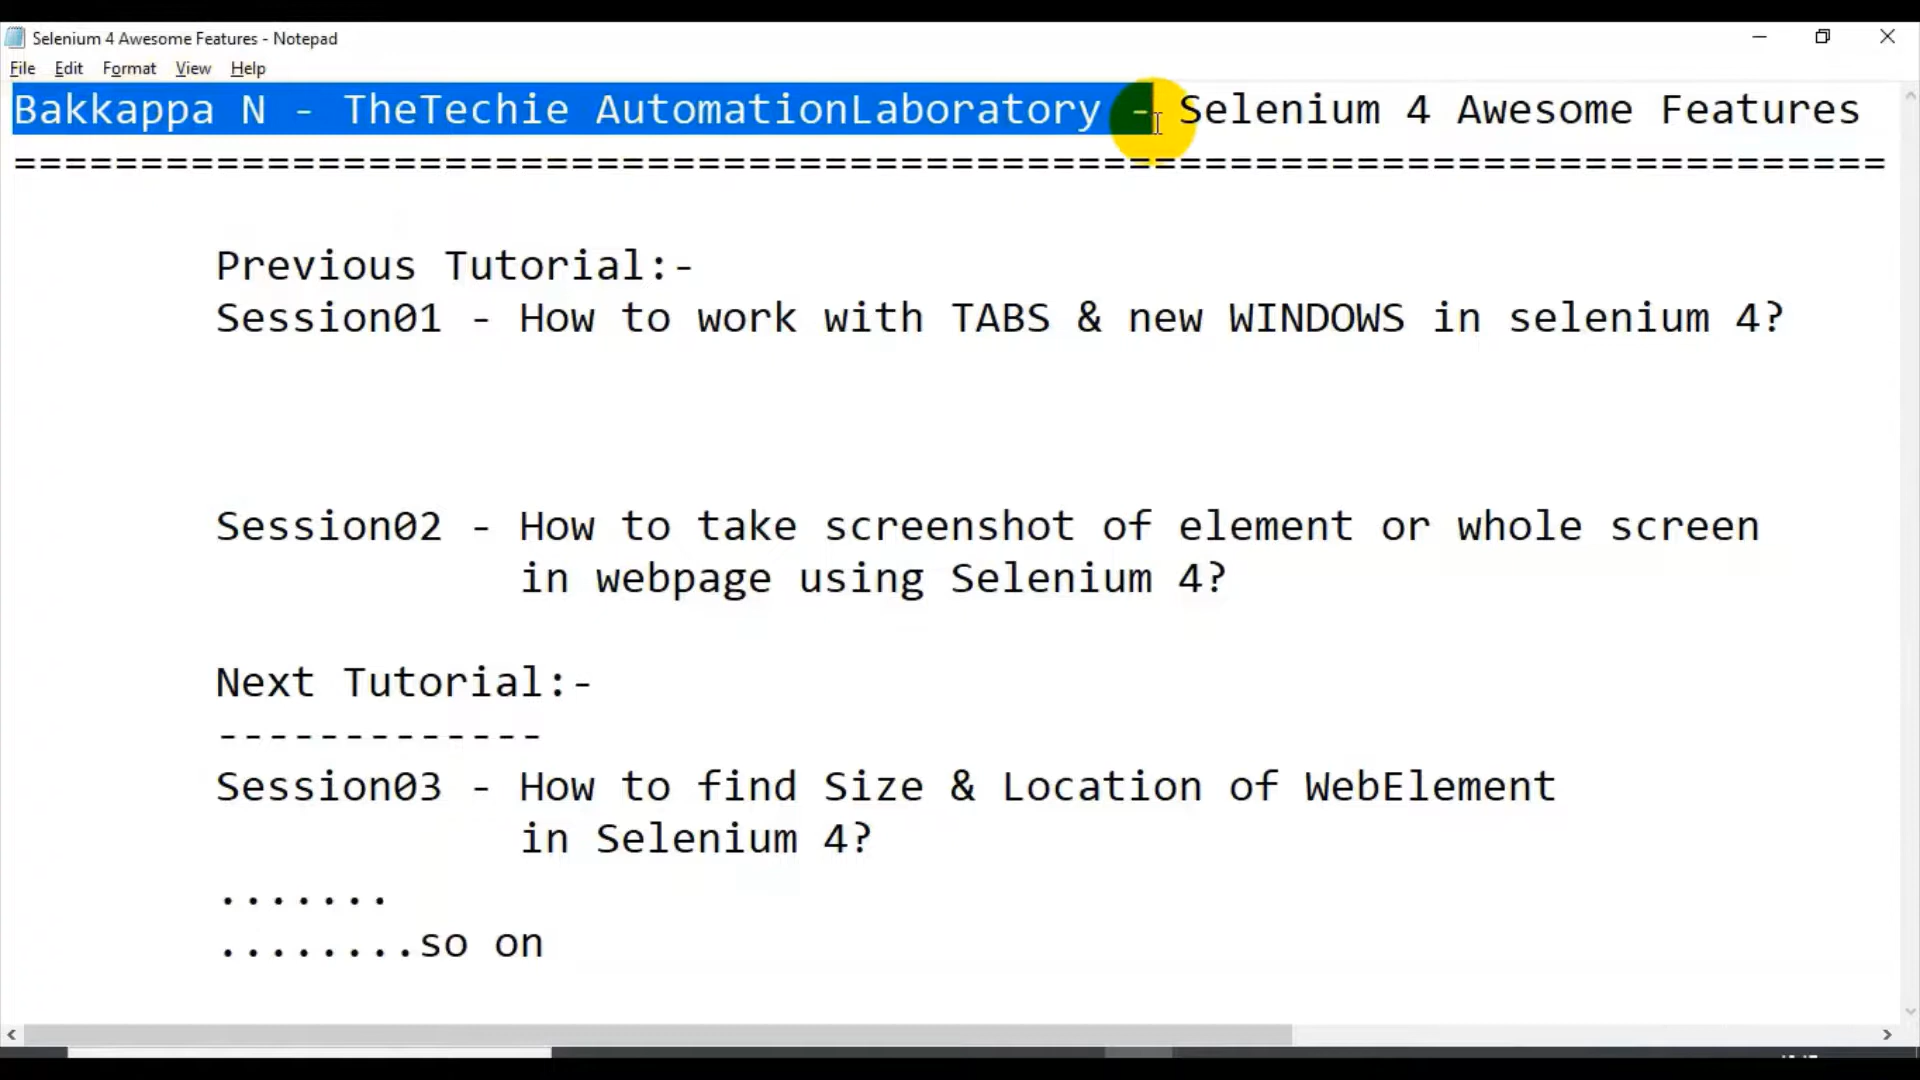 Selenium 4 Awesome Features - Notepad
File Edit Format View Help
Bakkappa N - TheTechie AutomationLaboratory - Selenium 4 Awesome Features
==========================================================================
Previous Tutorial:-
Session01 - How to work with TABS & new WINDOWS in selenium 4?
Session02 - How to take screenshot of element or whole screen
in webpage using Selenium 4?
Next Tutorial:-
-------------
Session03 - How to find Size & Location of WebElement
in Selenium 4?
.......
........so on